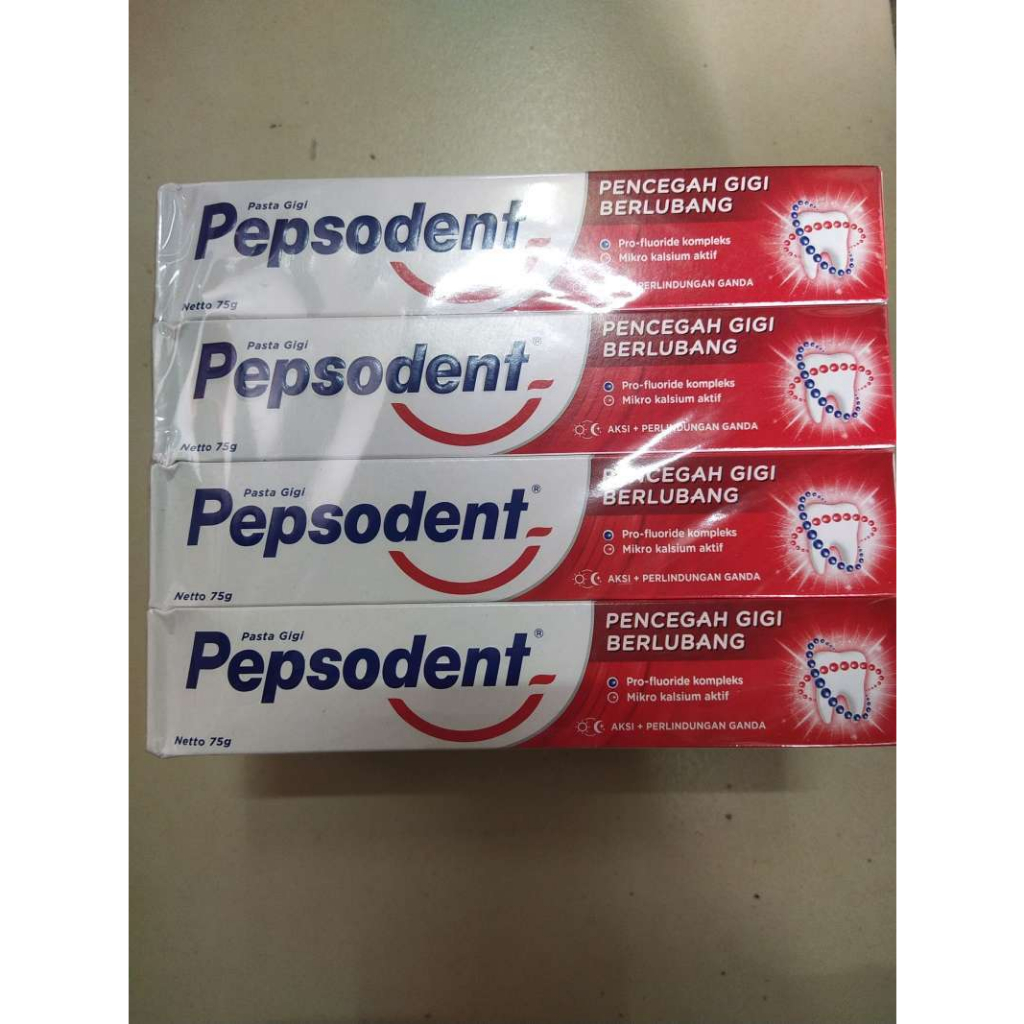 Pasta Gigi
Pepsodent
Netto 75g
PENCEGAH GIGI
BERLUBANG
Pro-fluoride kompleks
Mikro kalsium aktif
PERLINDUNGAN GANDA
Pasta Gigi
Pepsodent®
Netto 75g
PENCEGAH GIGI
BERLUBANG
Pro-fluoride kompleks
Mikro kalsium aktif
AKSI + PERLINDUNGAN GANDA
Pasta Gigi
Pepsodent®
Netto 75g
PENCEGAH GIGI
BERLUBANG
Pro-fluoride kompleks
Mikro kalsium aktif
AKSI + PERLINDUNGAN GANDA
Pasta Gigi
Pepsodent®
Netto 75g
PENCEGAH GIGI
BERLUBANG
Pro-fluoride kompleks
Mikro kalsium aktif
AKSI + PERLINDUNGAN GANDA